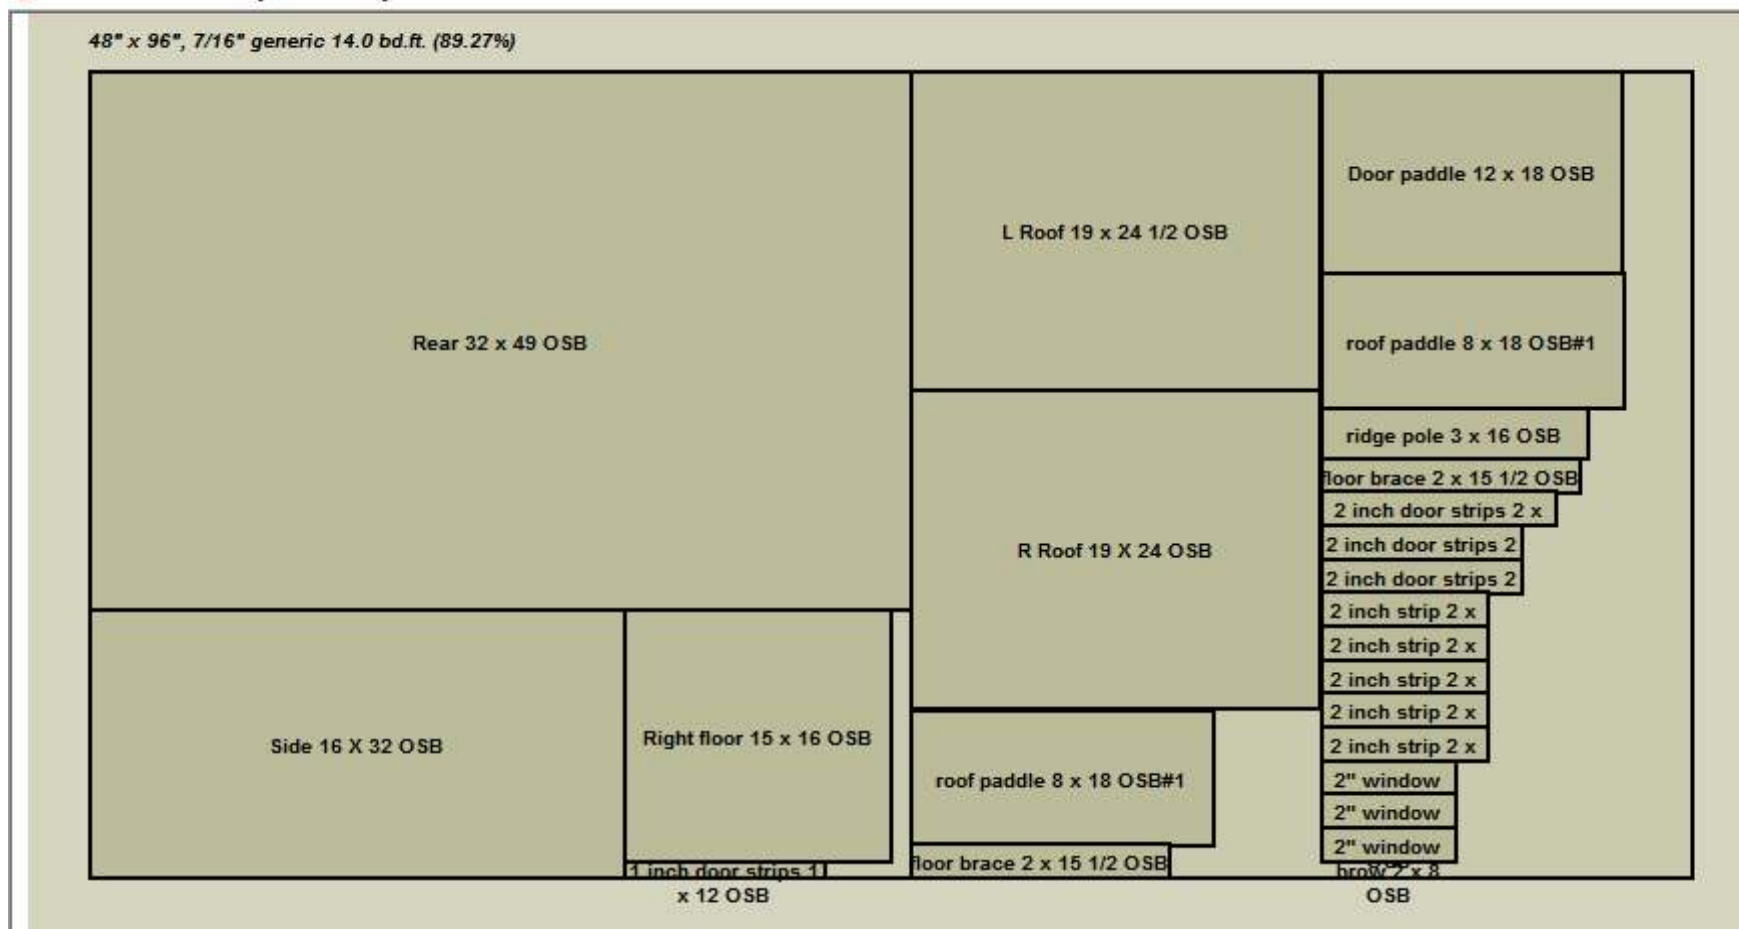 48" x 96", 7/16" generic 14.0 bd.ft. (89.27%)
Rear 32 x 49 OSB
Side 16 X 32 OSB
Right floor 15 x 16 OSB
1 inch door strips 1
x 12 OSB
L Roof 19 x 24 1/2 OSB
R Roof 19 X 24 OSB
roof paddle 8 x 18 OSB#1
floor brace 2 x 15 1/2 OSB
Door paddle 12 x 18 OSB
roof paddle 8 x 18 OSB#1
ridge pole 3 x 16 OSB
floor brace 2 x 15 1/2 OSB
2 inch door strips 2 x
2 inch door strips 2
2 inch door strips 2
2 inch strip 2 x
2 inch strip 2 x
2 inch strip 2 x
2 inch strip 2 x
2 inch strip 2 x
2" window
2" window
2" window
brow 2 x 8
OSB